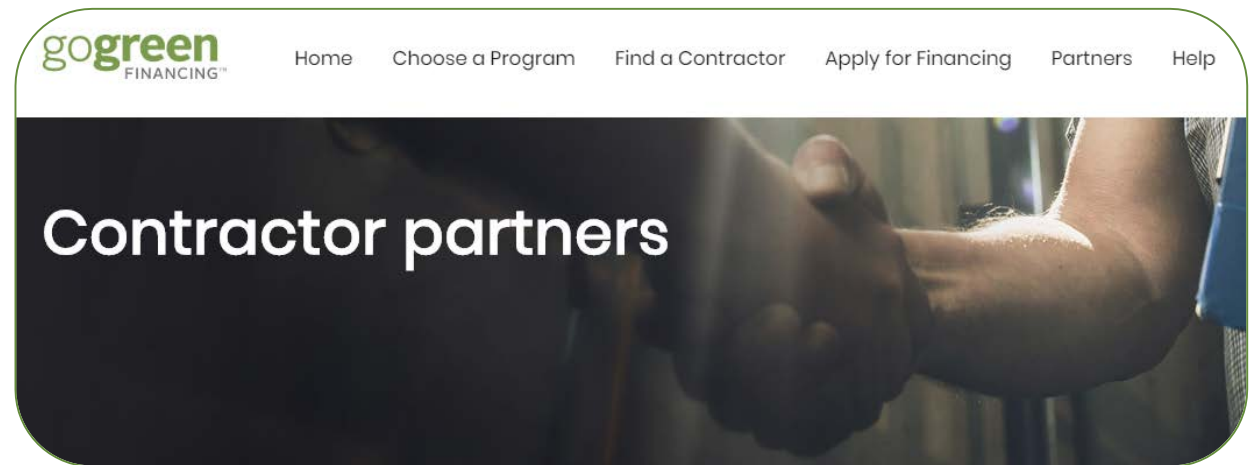 gogreen
FINANCING™
Home Choose a Program Find a Contractor Apply for Financing Partners Help
Contractor partners